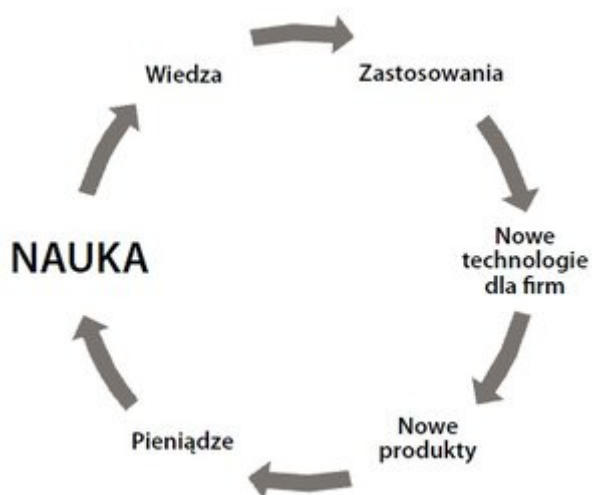 Wiedza
Zastosowania
Nowe
technologie
dla firm
Nowe
produkty
Pieniądze
NAUKA